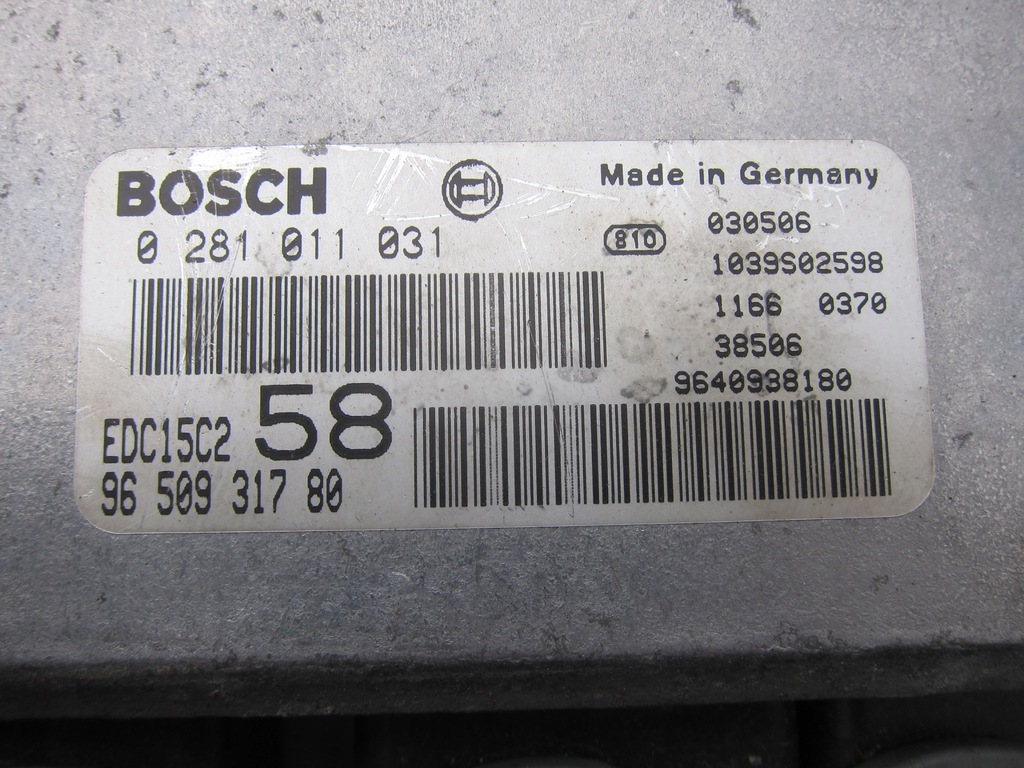 BOSCH
0 281 011 031
EDC15C2 58
96 509 317 80
Made in Germany
810
030506
1039S02598
1166 0370
38506
9640938180